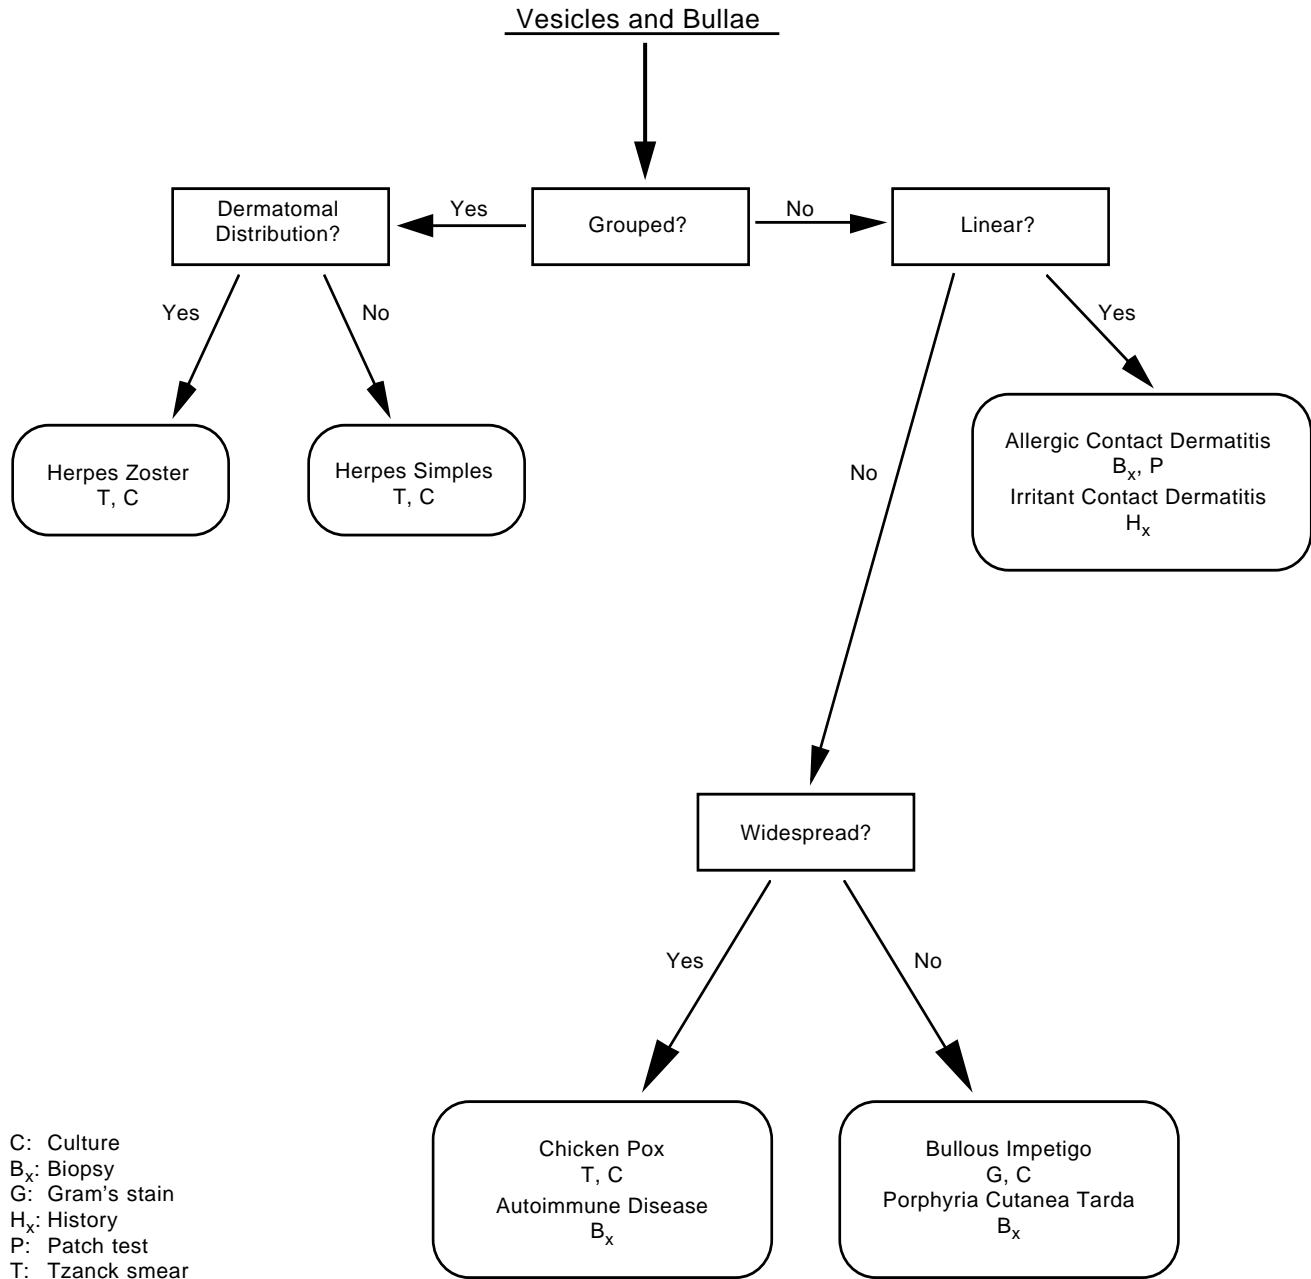 Vesicles and Bullae
Dermatomal
Distribution?
Yes
Grouped?
No
Linear?
Yes
No
Yes
Herpes Zoster
T, C
Herpes Simples
T, C
No
Allergic Contact Dermatitis
Bx, P
Irritant Contact Dermatitis
Hx
Widespread?
Yes
No
Chicken Pox
T, C
Autoimmune Disease
Bx
Bullous Impetigo
G, C
Porphyria Cutanea Tarda
Bx
C: Culture
Bx: Biopsy
G: Gram's stain
Hx: History
P: Patch test
T: Tzanck smear